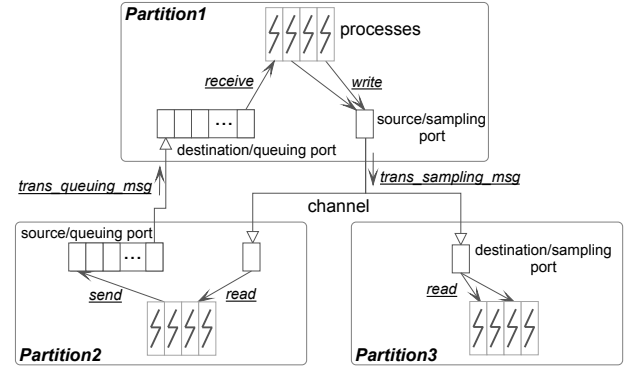 Partition1
processes
receive
write
...
source/sampling
port
destination/queuing port
trans_queuing_msg
trans_sampling_msg
channel
source/queuing port
...
destination/sampling
port
send
read
read
Partition2
Partition3